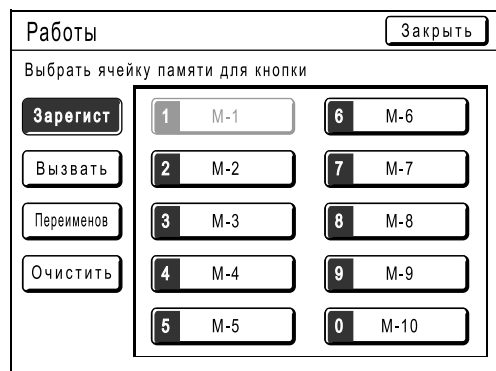 Работы Закрыть
Выбрать ячейку памяти для кнопки
Зарегист 1 М-1 6 М-6
Вызвать 2 М-2 7 М-7
Переименов 3 М-3 8 М-8
Очистить 4 М-4 9 М-9
5 М-5 0 М-10